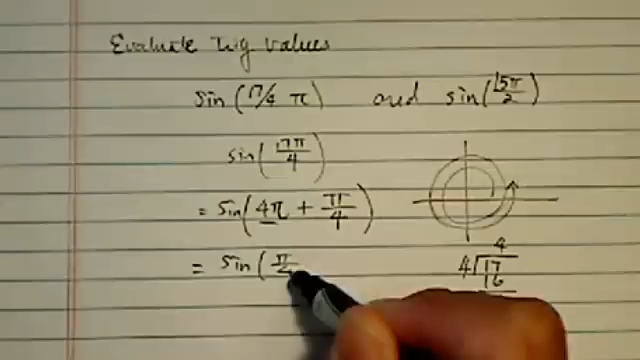 Evaluate Trig values
sin(17/4 π) and sin(15π/2)
sin(17π/4)
= sin(4π + π/4)
= sin(π/4
4
4 17
16